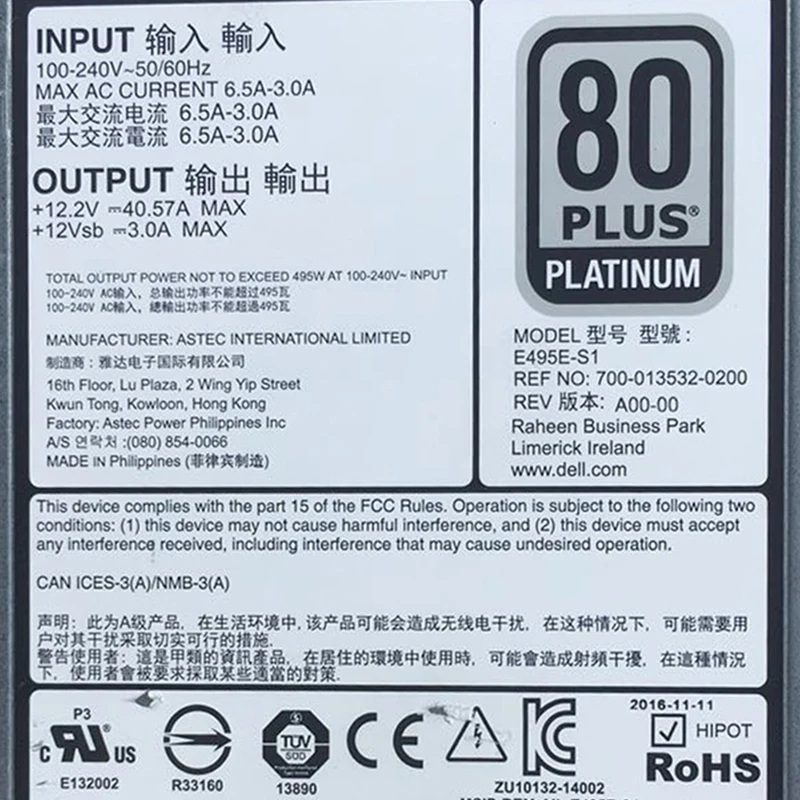 INPUT 输入 輸入
100-240V~50/60Hz
MAX AC CURRENT 6.5A-3.0A
最大交流电流 6.5A-3.0A
最大交流電流 6.5A-3.0A
OUTPUT 输出 輸出
+12.2V ⎓40.57A MAX
+12Vsb ⎓3.0A MAX
TOTAL OUTPUT POWER NOT TO EXCEED 495W AT 100-240V~ INPUT
100-240V AC输入，总输出功率不能超过495瓦
100-240V AC輸入，總輸出功率不能超過495瓦
MANUFACTURER: ASTEC INTERNATIONAL LIMITED
制造商：雅达电子国际有限公司
16th Floor, Lu Plaza, 2 Wing Yip Street
Kwun Tong, Kowloon, Hong Kong
Factory: Astec Power Philippines Inc
A/S 연락처 :(080) 854-0066
MADE IN Philippines (菲律宾制造)
80
PLUS®
PLATINUM
MODEL 型号 型號：
E495E-S1
REF NO: 700-013532-0200
REV 版本: A00-00
Raheen Business Park
Limerick Ireland
www.dell.com
This device complies with the part 15 of the FCC Rules. Operation is subject to the following two
conditions: (1) this device may not cause harmful interference, and (2) this device must accept
any interference received, including interference that may cause undesired operation.
CAN ICES-3(A)/NMB-3(A)
声明：此为A级产品，在生活环境中,该产品可能会造成无线电干扰，在这种情况下，可能需要用
户对其干扰采取切实可行的措施.
警告使用者：這是甲類的資訊產品，在居住的環境中使用時，可能會造成射頻干擾，在這種情況
下，使用者會被要求採取某些適當的對策.
P3
c RU US
E132002
R33160
TÜV
SÜD
13890
CE
KC
ZU10132-14002
2016-11-11
HIPOT
RoHS